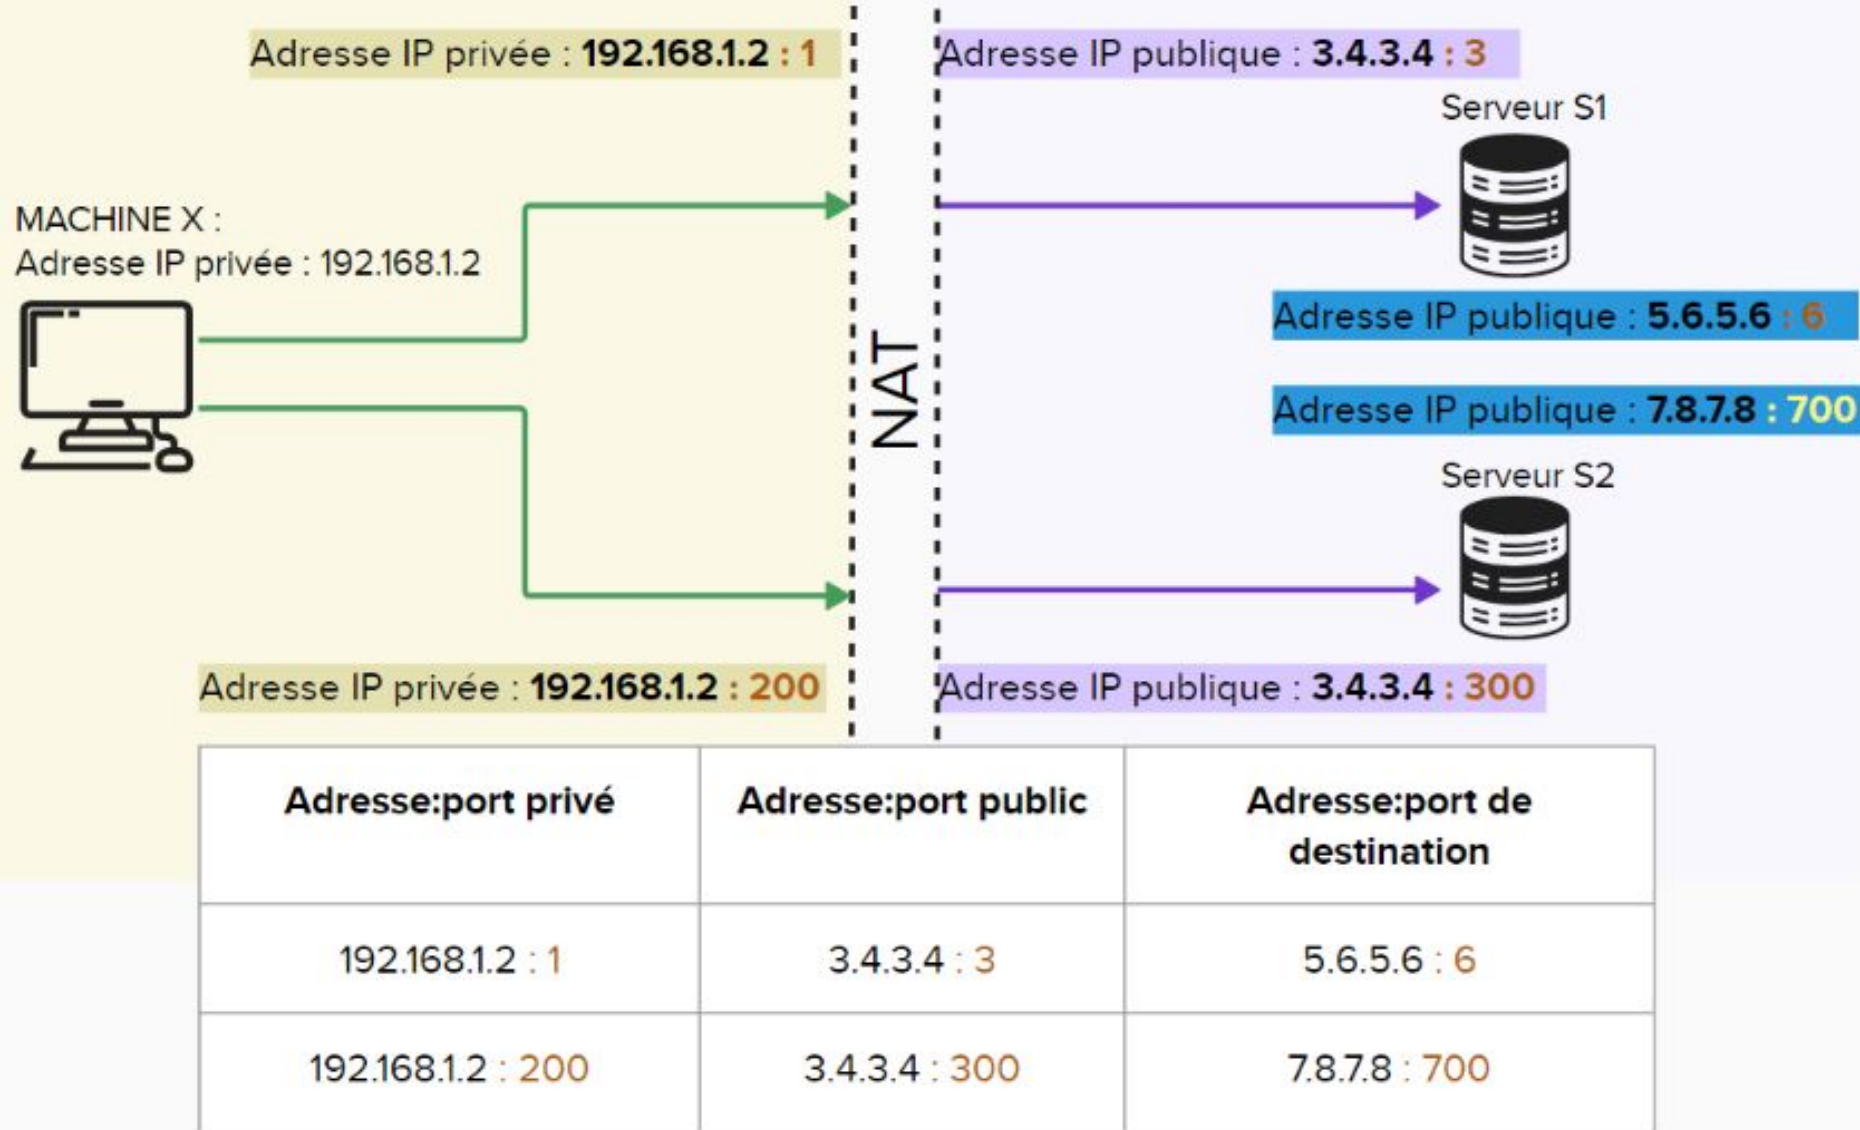 Adresse IP privée : 192.168.1.2 : 1
Adresse IP publique : 3.4.3.4 : 3
Serveur S1
MACHINE X :
Adresse IP privée : 192.168.1.2
NAT
Adresse IP publique : 5.6.5.6 : 6
Adresse IP publique : 7.8.7.8 : 700
Serveur S2
Adresse IP privée : 192.168.1.2 : 200
Adresse IP publique : 3.4.3.4 : 300
Adresse:port privé
Adresse:port public
Adresse:port de
destination
192.168.1.2 : 1
3.4.3.4 : 3
5.6.5.6 : 6
192.168.1.2 : 200
3.4.3.4 : 300
7.8.7.8 : 700